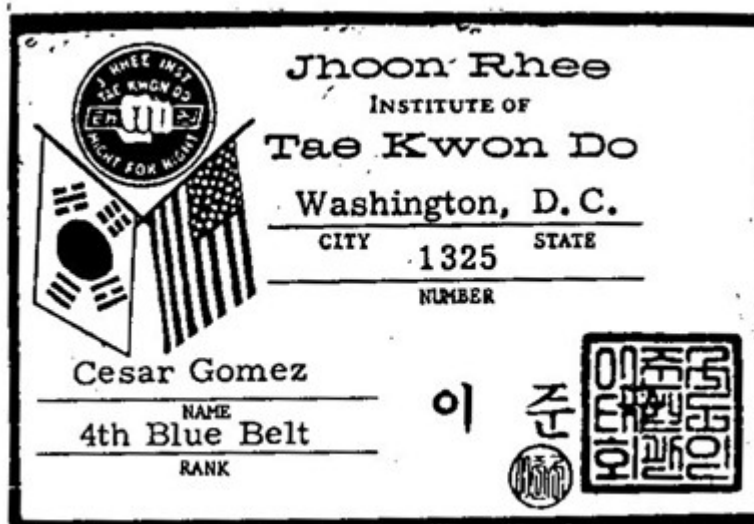 J RHEE INST
TAE KWON DO
MIGHT FOR RIGHT
Jhoon Rhee
INSTITUTE OF
Tae Kwon Do
Washington, D.C.
CITY STATE
1325
NUMBER
Cesar Gomez
NAME
4th Blue Belt
RANK
이 준